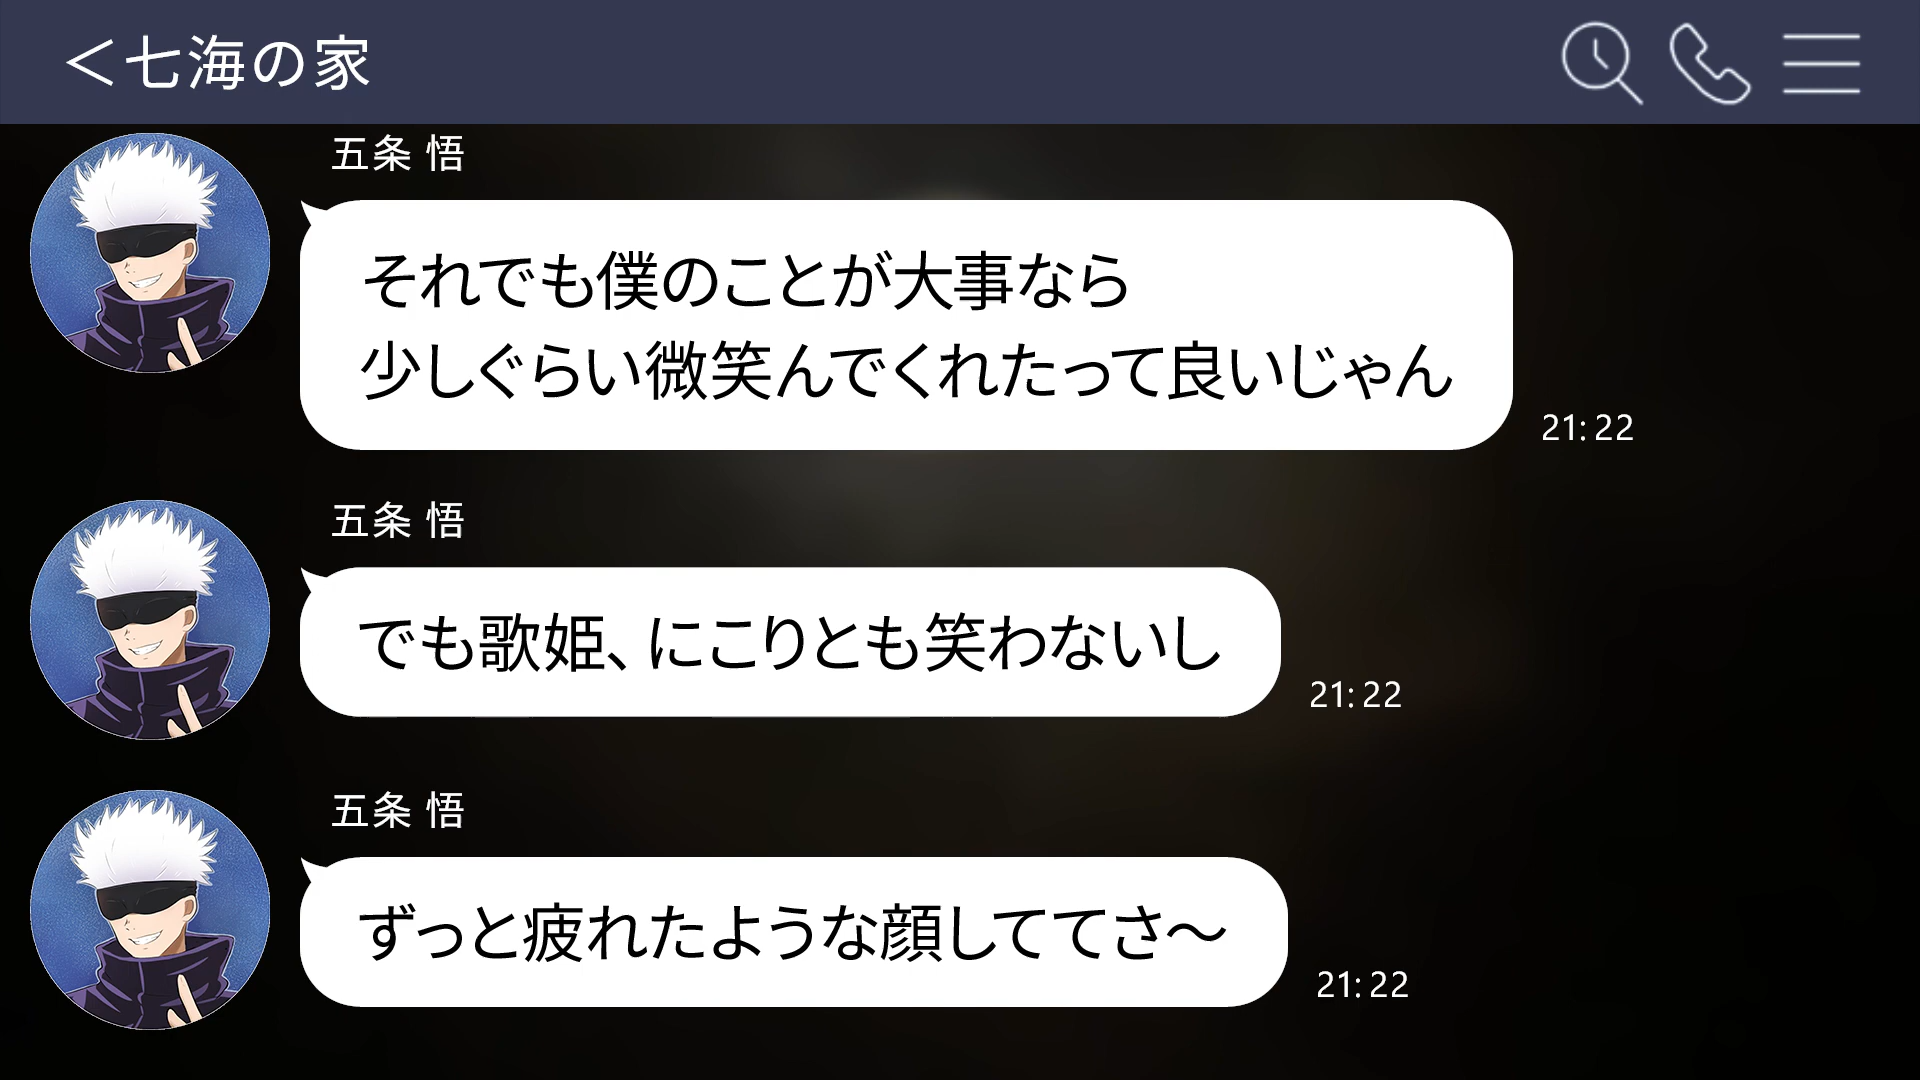 ＜七海の家
五条 悟
それでも僕のことが大事なら
少しぐらい微笑んでくれたって良いじゃん
21:22
五条 悟
でも歌姫、にこりとも笑わないし
21:22
五条 悟
ずっと疲れたような顔しててさ～
21:22